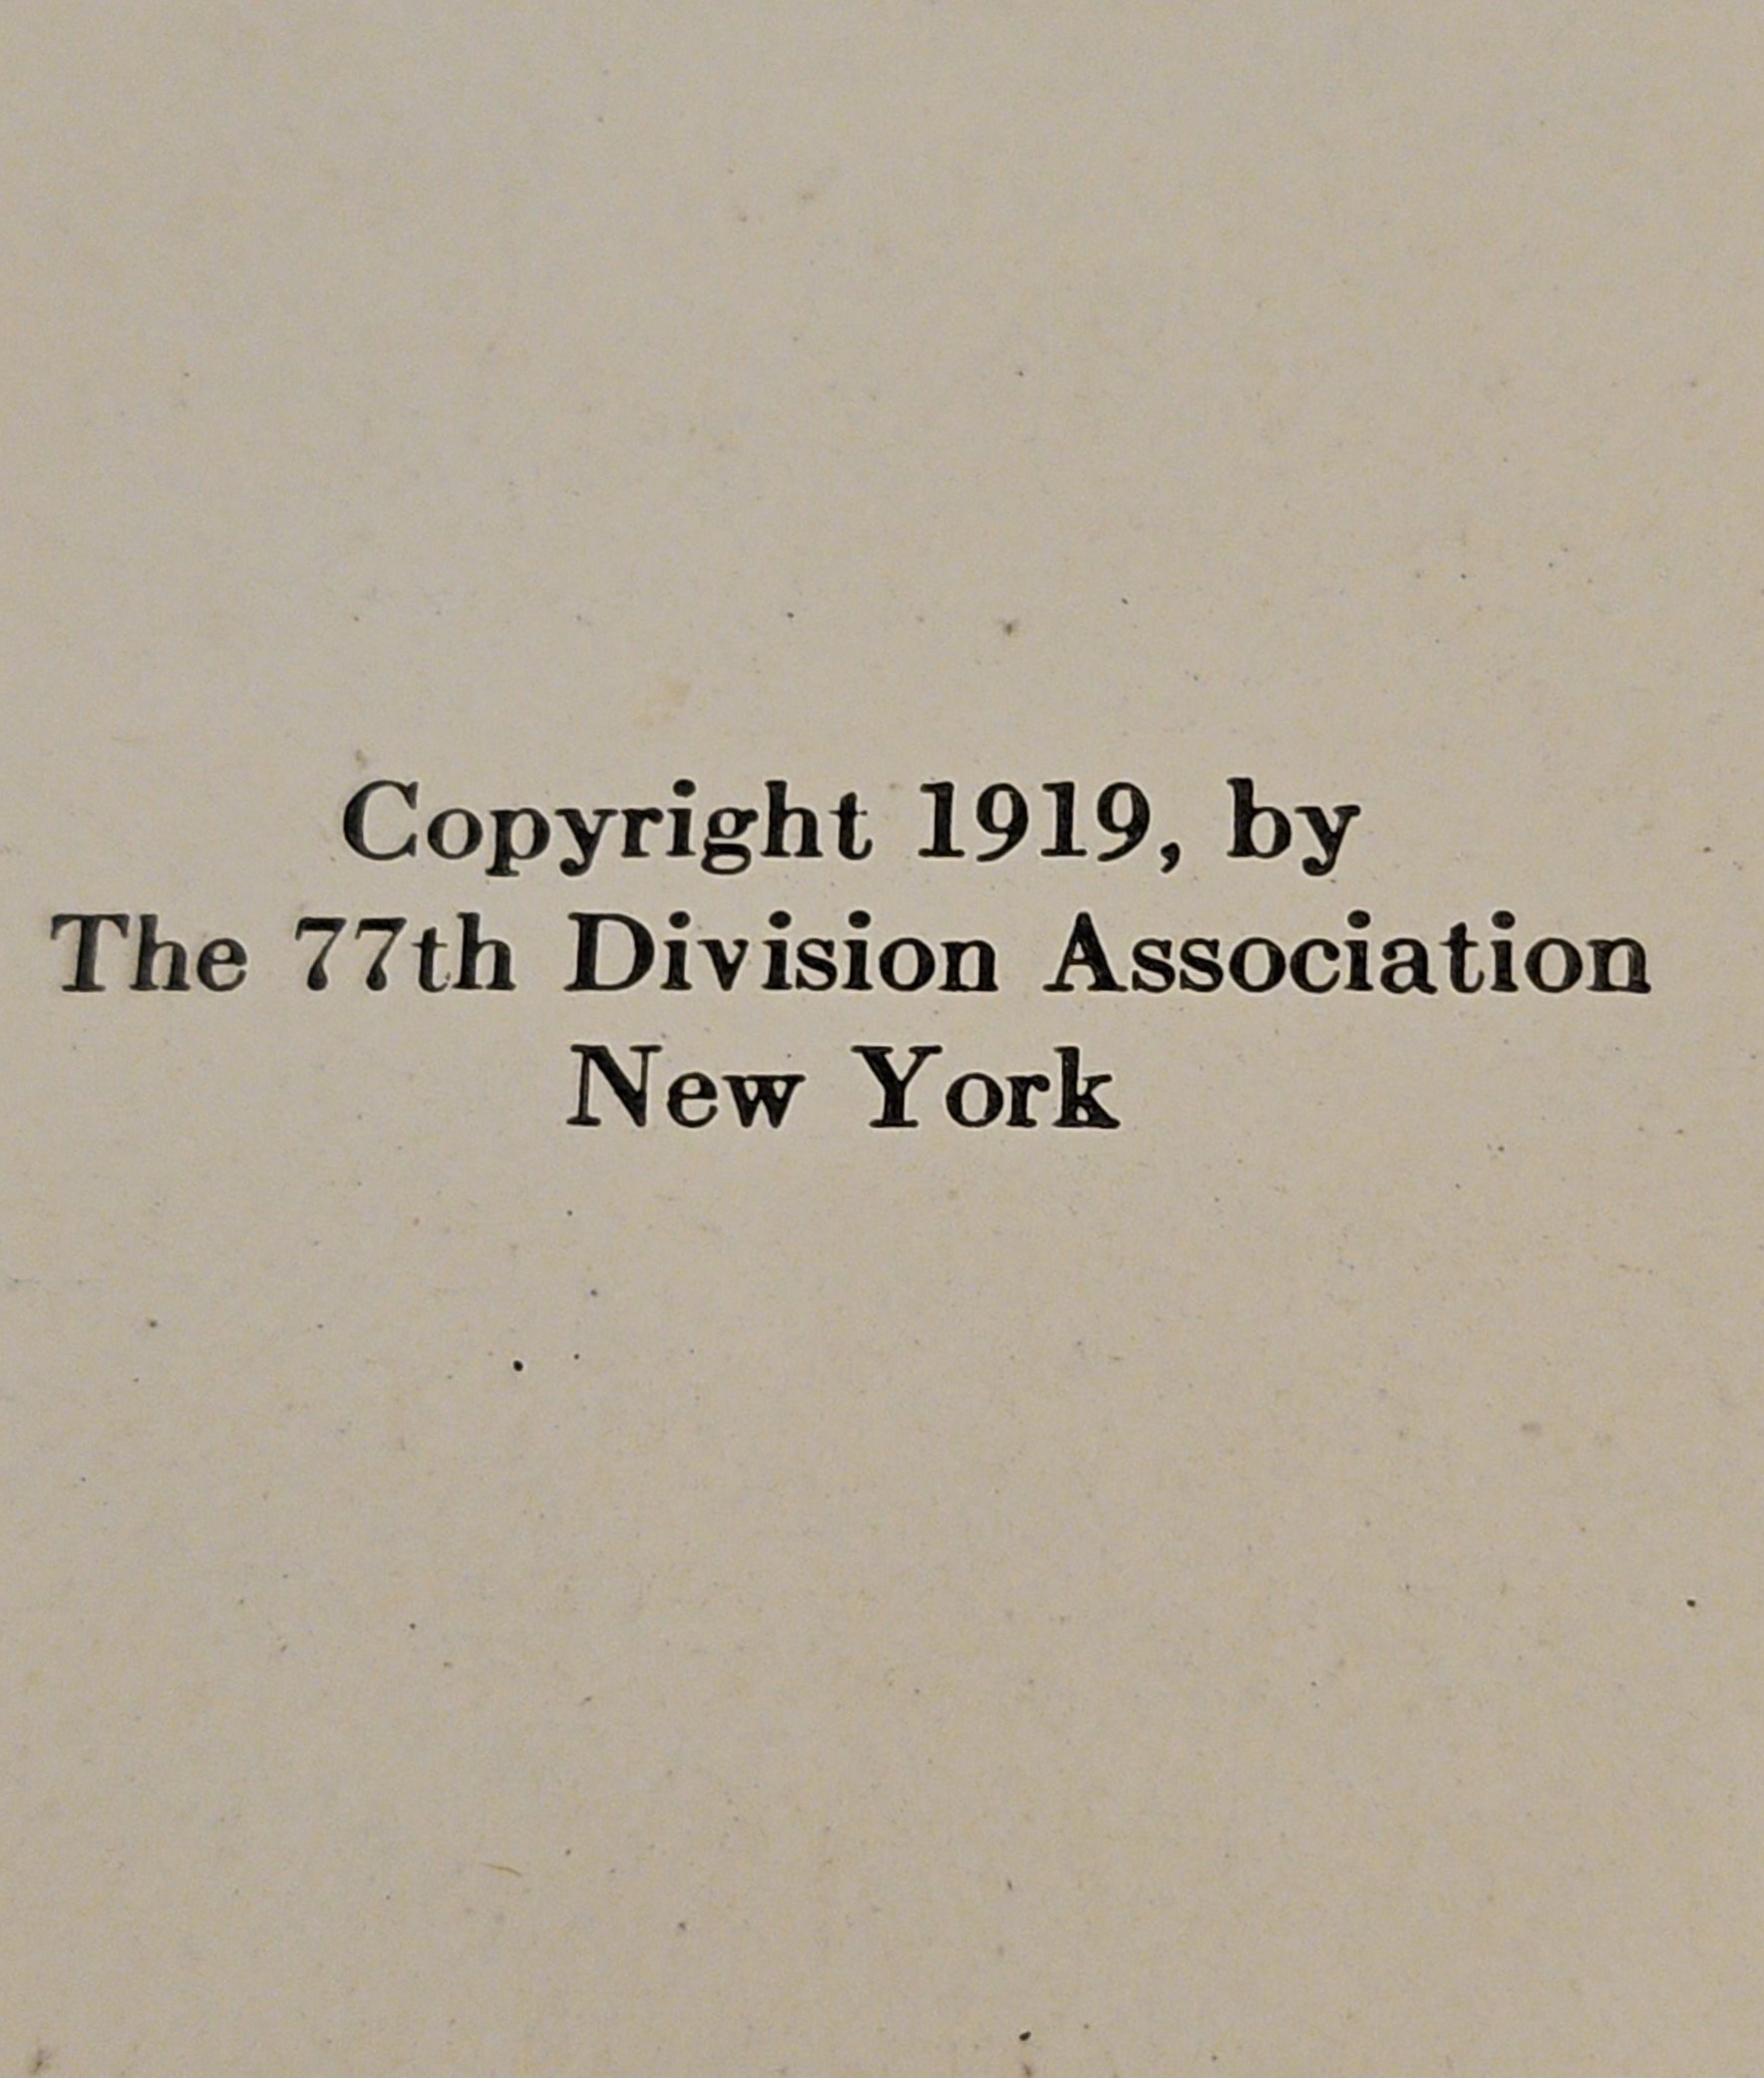 Copyright 1919, by
The 77th Division Association
New York